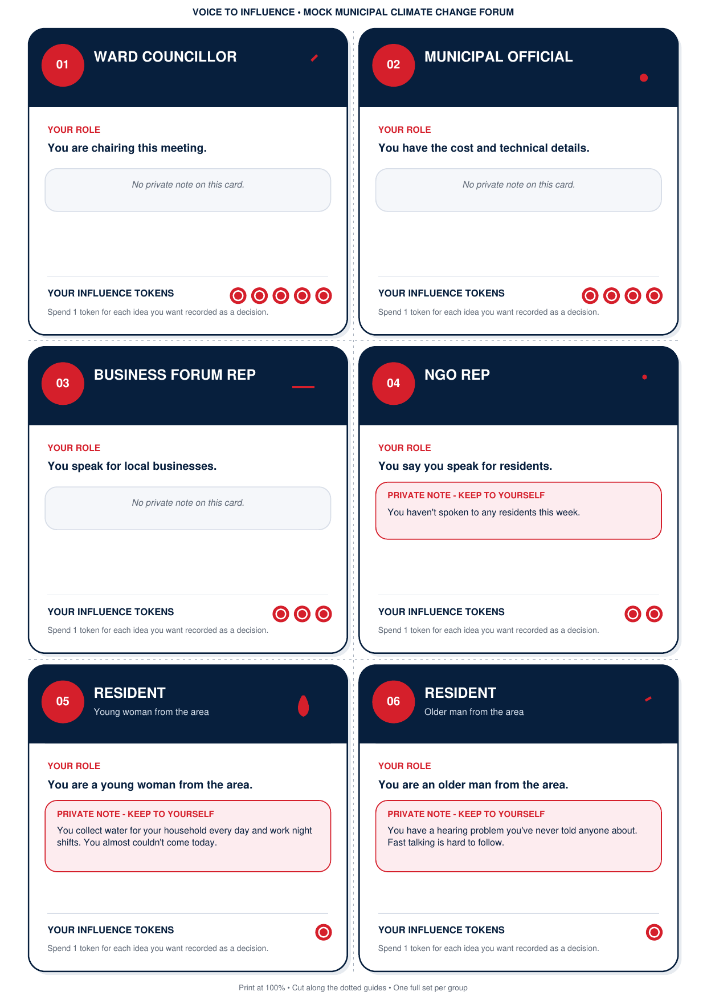 VOICE TO INFLUENCE • MOCK MUNICIPAL CLIMATE CHANGE FORUM
01
WARD COUNCILLOR
YOUR ROLE
You are chairing this meeting.
No private note on this card.
YOUR INFLUENCE TOKENS
Spend 1 token for each idea you want recorded as a decision.
02
MUNICIPAL OFFICIAL
YOUR ROLE
You have the cost and technical details.
No private note on this card.
YOUR INFLUENCE TOKENS
Spend 1 token for each idea you want recorded as a decision.
03
BUSINESS FORUM REP
YOUR ROLE
You speak for local businesses.
No private note on this card.
YOUR INFLUENCE TOKENS
Spend 1 token for each idea you want recorded as a decision.
04
NGO REP
YOUR ROLE
You say you speak for residents.
PRIVATE NOTE - KEEP TO YOURSELF
You haven't spoken to any residents this week.
YOUR INFLUENCE TOKENS
Spend 1 token for each idea you want recorded as a decision.
05
RESIDENT
Young woman from the area
YOUR ROLE
You are a young woman from the area.
PRIVATE NOTE - KEEP TO YOURSELF
You collect water for your household every day and work night
shifts. You almost couldn't come today.
YOUR INFLUENCE TOKENS
Spend 1 token for each idea you want recorded as a decision.
06
RESIDENT
Older man from the area
YOUR ROLE
You are an older man from the area.
PRIVATE NOTE - KEEP TO YOURSELF
You have a hearing problem you've never told anyone about.
Fast talking is hard to follow.
YOUR INFLUENCE TOKENS
Spend 1 token for each idea you want recorded as a decision.
Print at 100% • Cut along the dotted guides • One full set per group